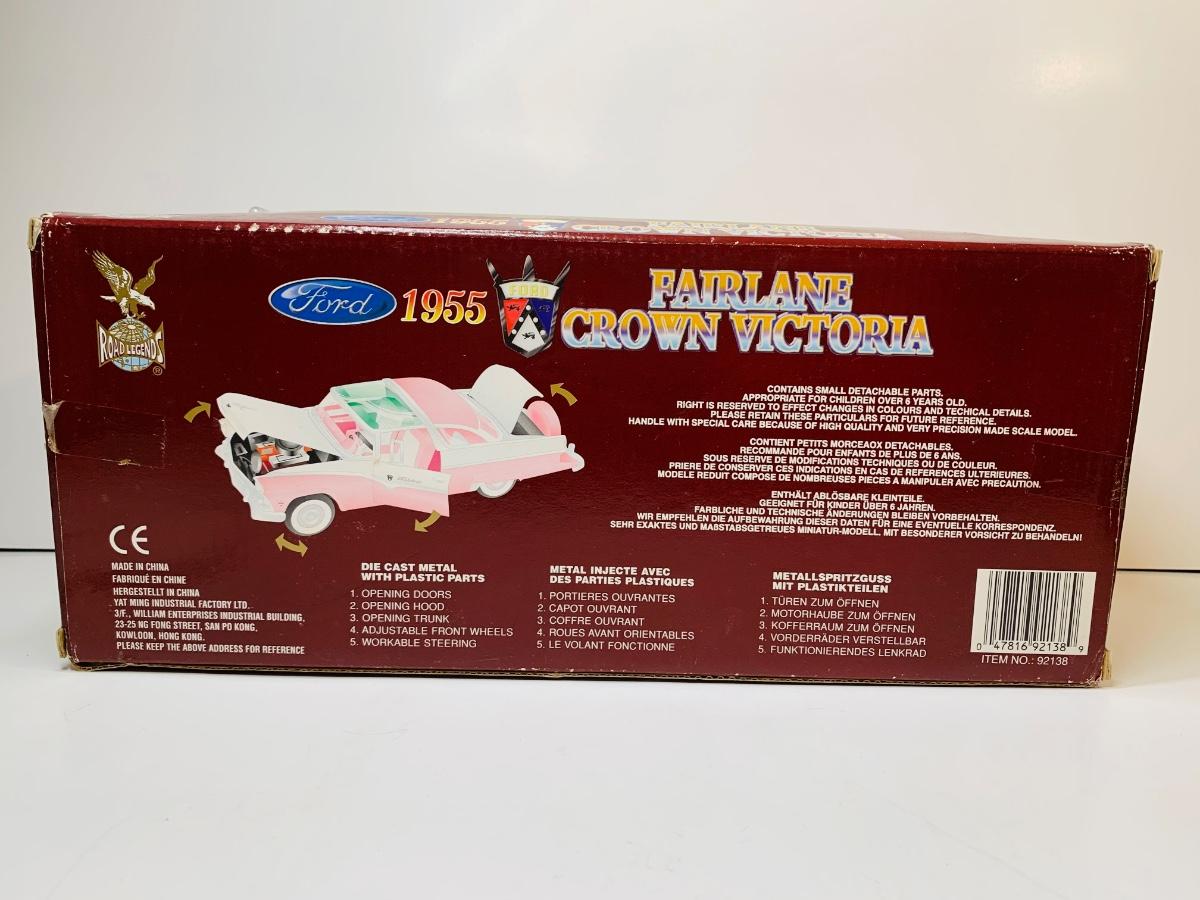 Ford 1955 FAIRLANE
CROWN VICTORIA
ROAD LEGENDS ®
Ford
1955
FORD
FAIRLANE
CROWN VICTORIA
CONTAINS SMALL DETACHABLE PARTS.
APPROPRIATE FOR CHILDREN OVER 6 YEARS OLD.
RIGHT IS RESERVED TO EFFECT CHANGES IN COLOURS AND TECHICAL DETAILS.
PLEASE RETAIN THESE PARTICULARS FOR FUTURE REFERENCE.
HANDLE WITH SPECIAL CARE BECAUSE OF HIGH QUALITY AND VERY PRECISION MADE SCALE MODEL.
CONTIENT PETITS MORCEAOX DETACHABLES.
RECOMMANDE POUR ENFANTS DE PLUS DE 6 ANS.
SOUS RESERVE DE MODIFICATIONS TECHNIQUES OU DE COULEUR.
PRIERE DE CONSERVER CES INDICATIONS EN CAS DE REFERENCES ULTERIEURES.
MODELE REDUIT COMPOSE DE NOMBREUSES PIECES A MANIPULER AVEC PRECAUTION.
ENTHÄLT ABLÖSBARE KLEINTEILE.
GEEIGNET FÜR KINDER ÜBER 6 JAHREN.
FARBLICHE UND TECHNISCHE ÄNDERUNGEN BLEIBEN VORBEHALTEN.
WIR EMPFEHLEN DIE AUFBEWAHRUNG DIESER DATEN FÜR EINE EVENTUELLE KORRESPONDENZ.
SEHR EXAKTES UND MAßSTABSGETREUES MINIATUR-MODELL. MIT BESONDERER VORSICHT ZU BEHANDELN!
CE
MADE IN CHINA
FABRIQUÉ EN CHINE
HERGESTELLT IN CHINA
YAT MING INDUSTRIAL FACTORY LTD.
3/F., WILLIAM ENTERPRISES INDUSTRIAL BUILDING,
23-25 NG FONG STREET, SAN PO KONG,
KOWLOON, HONG KONG.
PLEASE KEEP THE ABOVE ADDRESS FOR REFERENCE
DIE CAST METAL
WITH PLASTIC PARTS
1. OPENING DOORS
2. OPENING HOOD
3. OPENING TRUNK
4. ADJUSTABLE FRONT WHEELS
5. WORKABLE STEERING
METAL INJECTE AVEC
DES PARTIES PLASTIQUES
1. PORTIERES OUVRANTES
2. CAPOT OUVRANT
3. COFFRE OUVRANT
4. ROUES AVANT ORIENTABLES
5. LE VOLANT FONCTIONNE
METALLSPRITZGUSS
MIT PLASTIKTEILEN
1. TÜREN ZUM ÖFFNEN
2. MOTORHAUBE ZUM ÖFFNEN
3. KOFFERRAUM ZUM ÖFFNEN
4. VORDERRÄDER VERSTELLBAR
5. FUNKTIONIERENDES LENKRAD
0 47816 92138 9
ITEM NO.: 92138